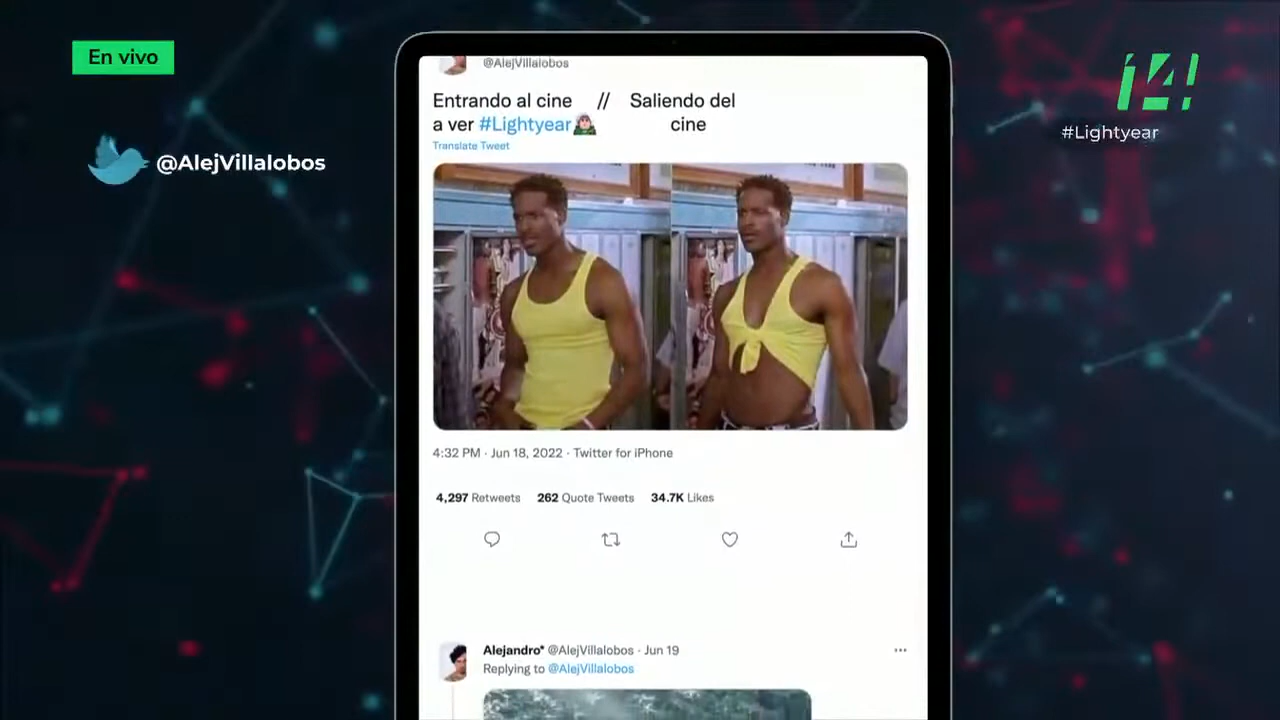 En vivo
@AlejVillalobos
14!
#Lightyear
@AlejVillalobos
Entrando al cine // Saliendo del
a ver #Lightyear cine
Translate Tweet
4:32 PM · Jun 18, 2022 · Twitter for iPhone
4,297 Retweets 262 Quote Tweets 34.7K Likes
Alejandro* @AlejVillalobos · Jun 19
Replying to @AlejVillalobos